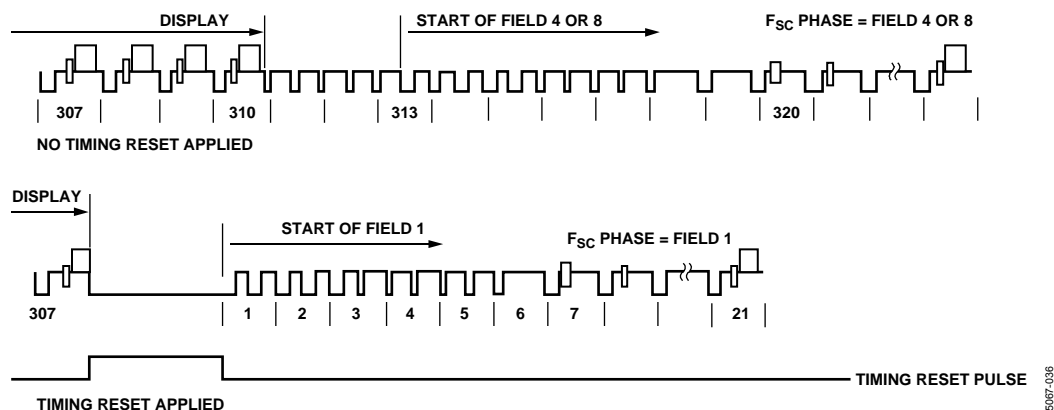 DISPLAY
START OF FIELD 4 OR 8
FSC PHASE = FIELD 4 OR 8
307 310 313 320
NO TIMING RESET APPLIED
DISPLAY
START OF FIELD 1
FSC PHASE = FIELD 1
307 1 2 3 4 5 6 7 21
TIMING RESET PULSE
TIMING RESET APPLIED